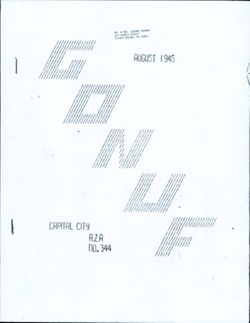 AUGUST 1945
GONUF
CAPITAL CITY
A.Z.A
NO.344